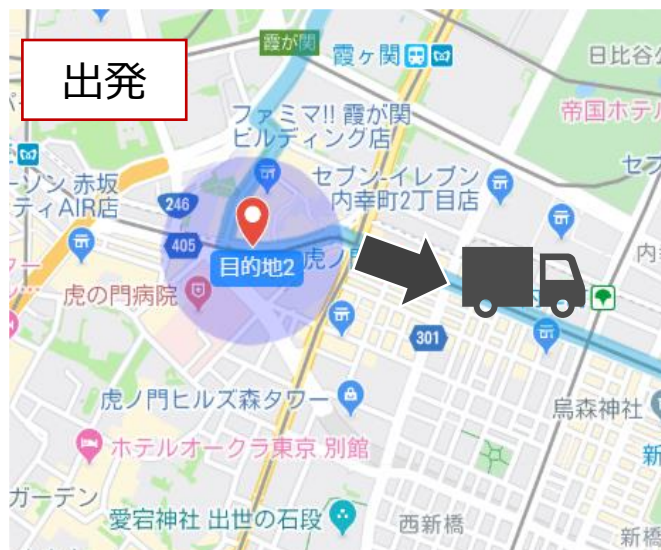 出発
霞が関
霞ヶ関
日比谷公
ファミマ!! 霞が関
ビルディング店
帝国ホテル
ーソン 赤坂
ティAIR店
246
セブン-イレブン
内幸町2丁目店
セブ
405
目的地2
虎ノ門
内幸
虎の門病院
301
虎ノ門ヒルズ森タワー
烏森神社
ホテルオークラ東京 別館
新
ガーデン
愛宕神社 出世の石段
西新橋
新橋